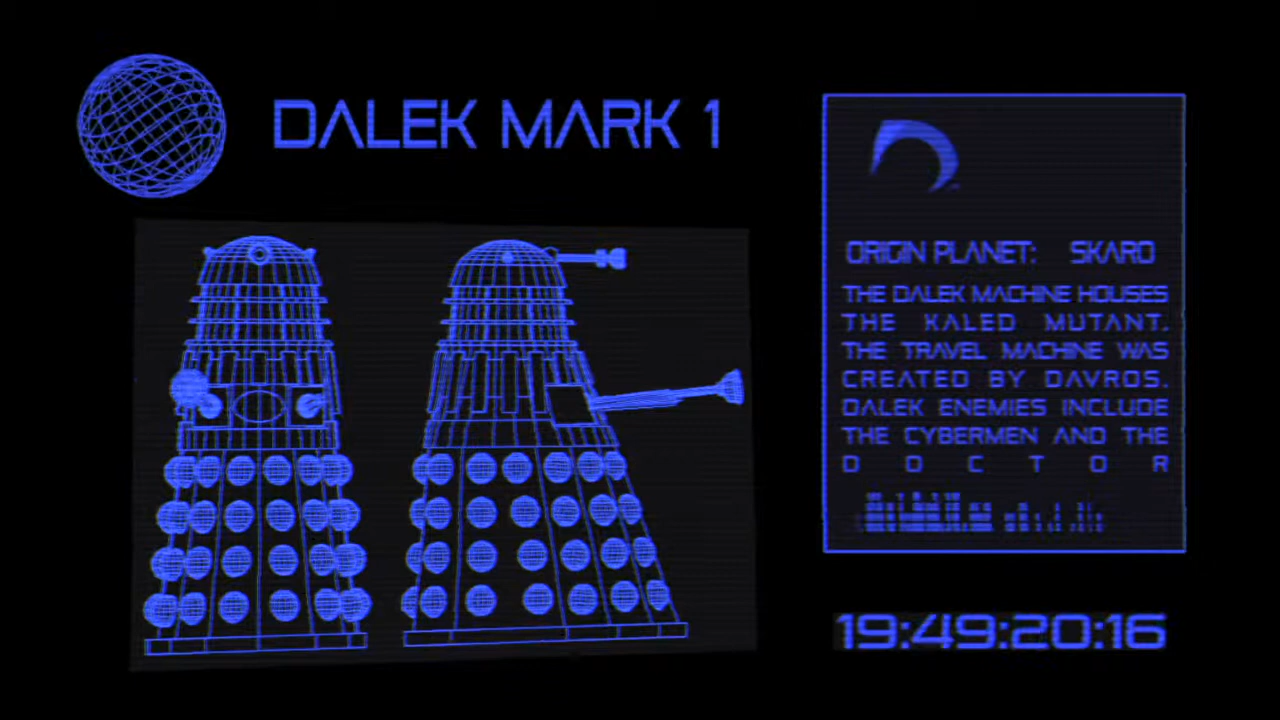 DALEK MARK 1
ORIGIN PLANET: SKARO
THE DALEK MACHINE HOUSES
THE KALED MUTANT.
THE TRAVEL MACHINE WAS
CREATED BY DAVROS.
DALEK ENEMIES INCLUDE
THE CYBERMEN AND THE
D O C T O R
19:49:20:16